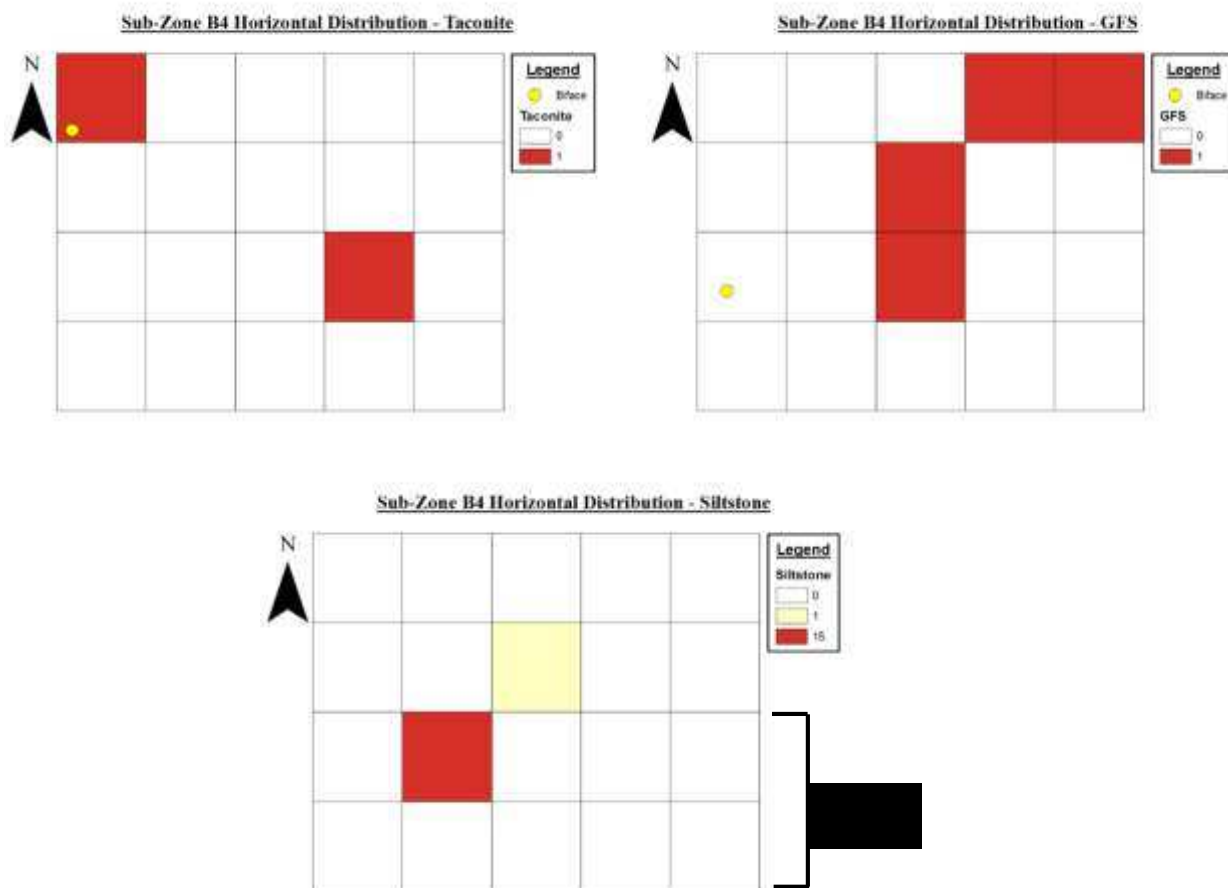 Sub-Zone B4 Horizontal Distribution - Taconite
N
Legend
Biface
Taconite
0
1
Sub-Zone B4 Horizontal Distribution - GFS
N
Legend
Biface
GFS
0
1
Sub-Zone B4 Horizontal Distribution - Siltstone
N
Legend
Siltstone
0
1
15